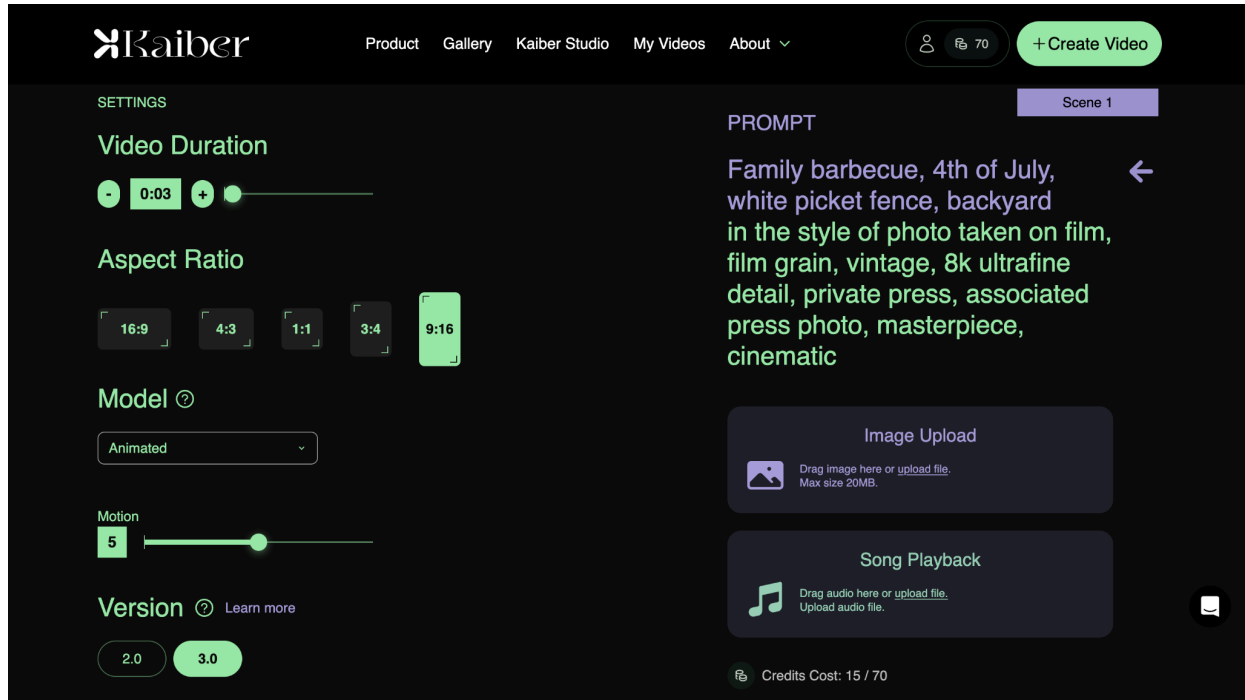 Kaiber
Product Gallery Kaiber Studio My Videos About 70 +Create Video
SETTINGS
Video Duration
- 0:03 +
Aspect Ratio
16:9 4:3 1:1 3:4 9:16
Model ?
Animated
Motion
5
Version ? Learn more
2.0 3.0
Scene 1
PROMPT
Family barbecue, 4th of July,
white picket fence, backyard
in the style of photo taken on film,
film grain, vintage, 8k ultrafine
detail, private press, associated
press photo, masterpiece,
cinematic
Image Upload
Drag image here or upload file.
Max size 20MB.
Song Playback
Drag audio here or upload file.
Upload audio file.
Credits Cost: 15 / 70